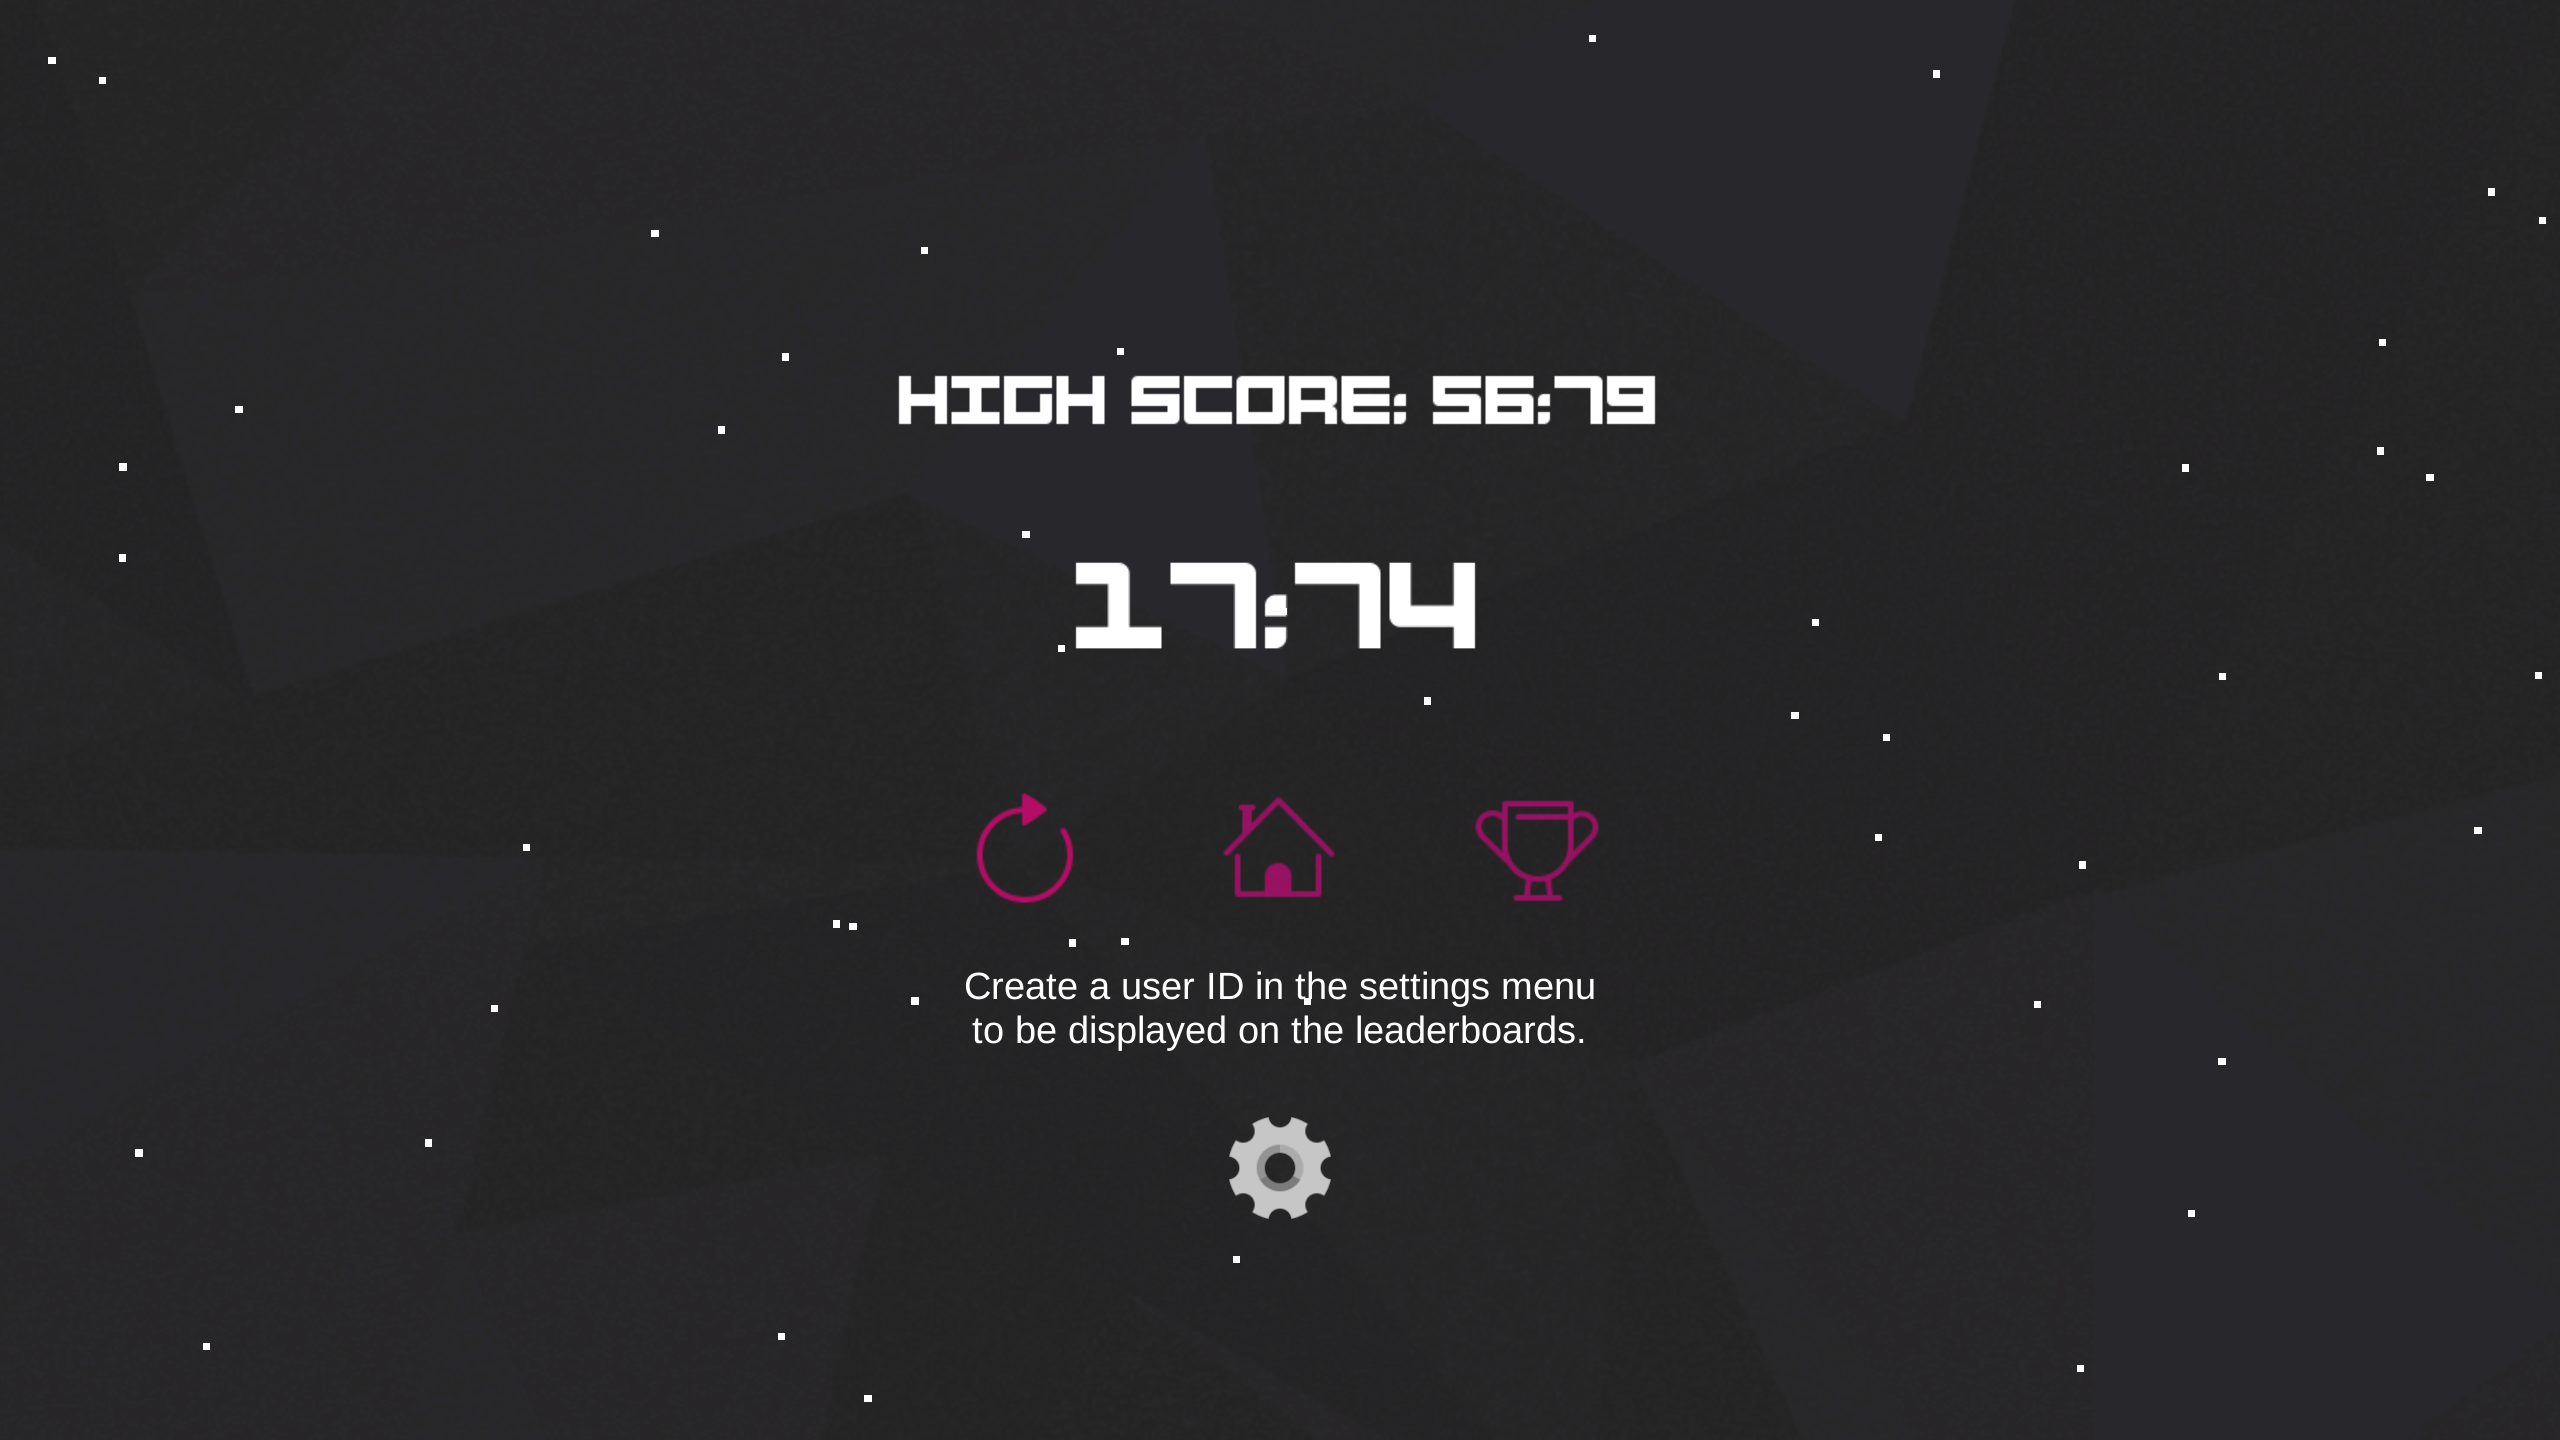 HIGH SCORE: 56:79
17:74
Create a user ID in the settings menu
to be displayed on the leaderboards.